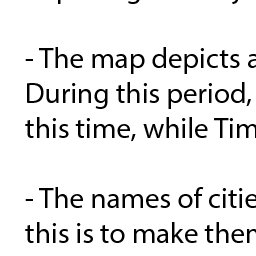 - The map depicts
During this period,
this time, while Tim
- The names of citie
this is to make ther